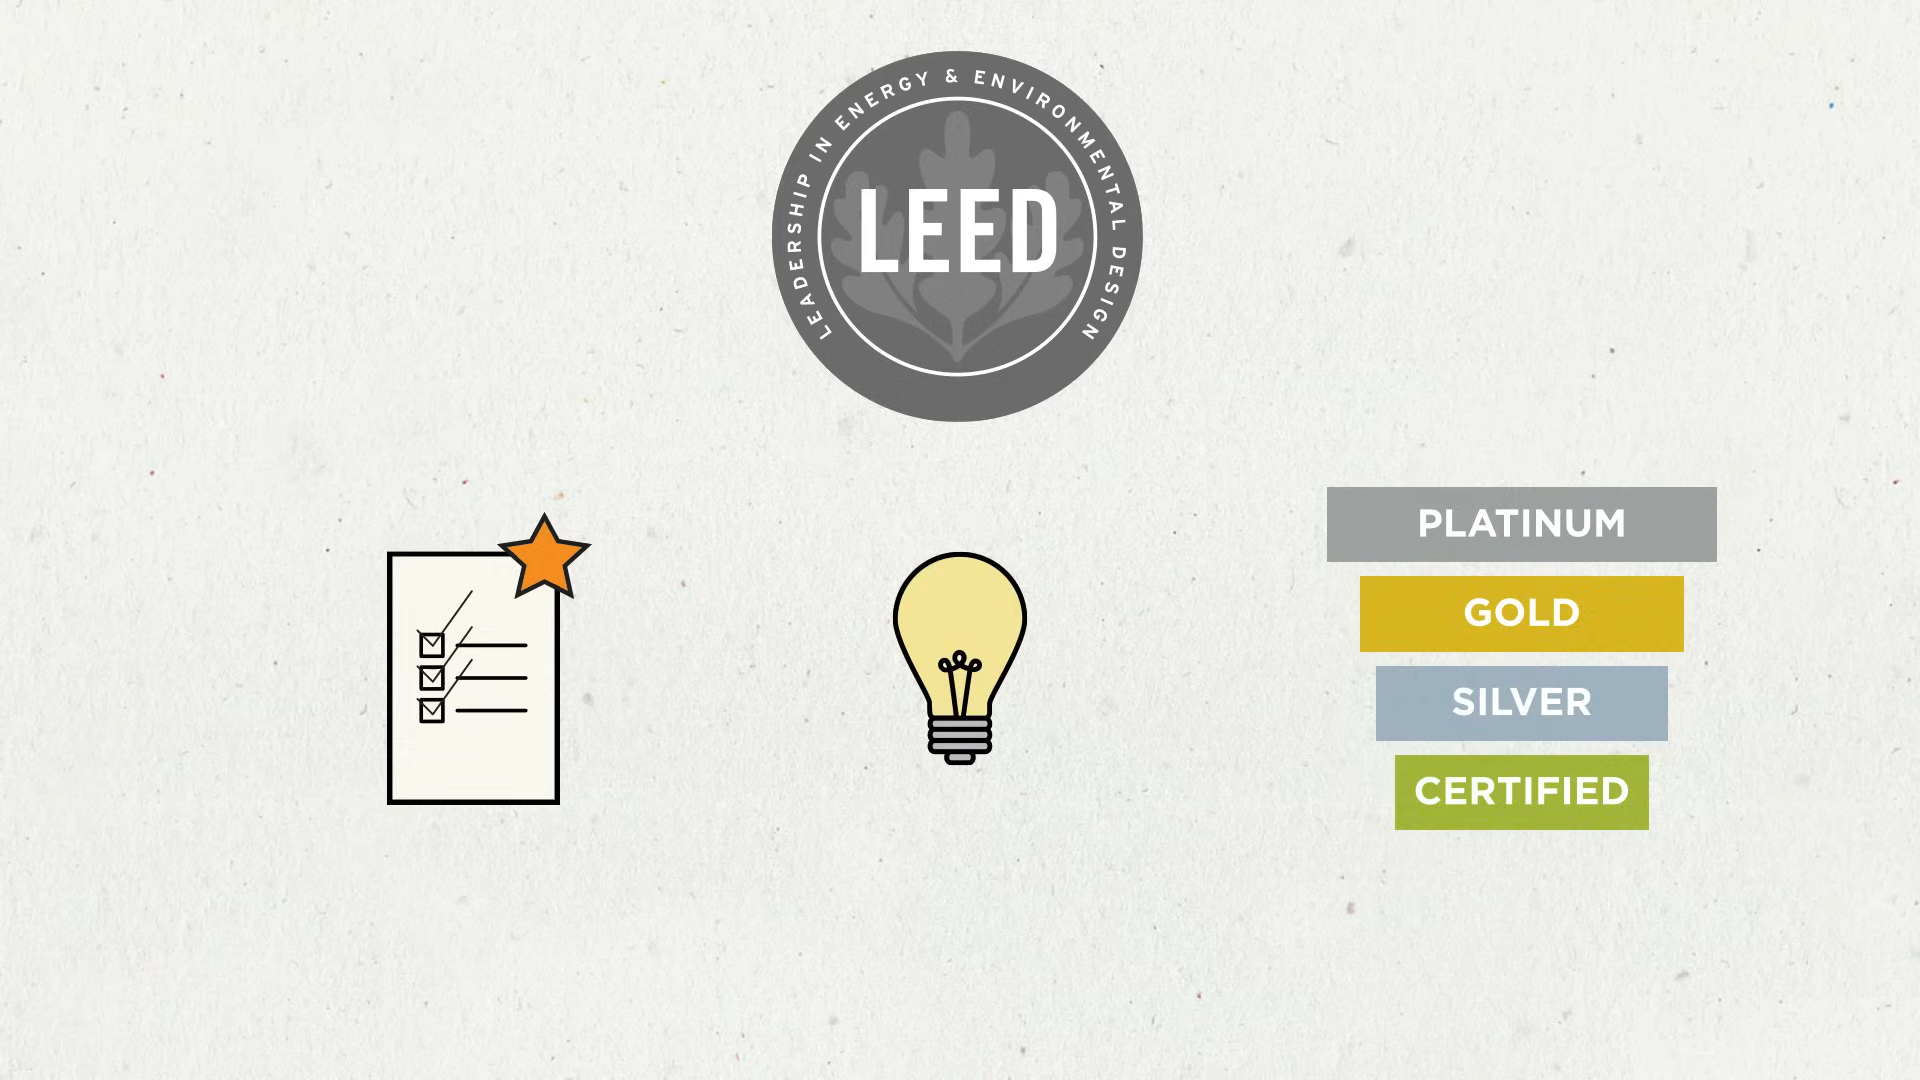 LEADERSHIP IN ENERGY & ENVIRONMENTAL DESIGN
LEED
PLATINUM
GOLD
SILVER
CERTIFIED